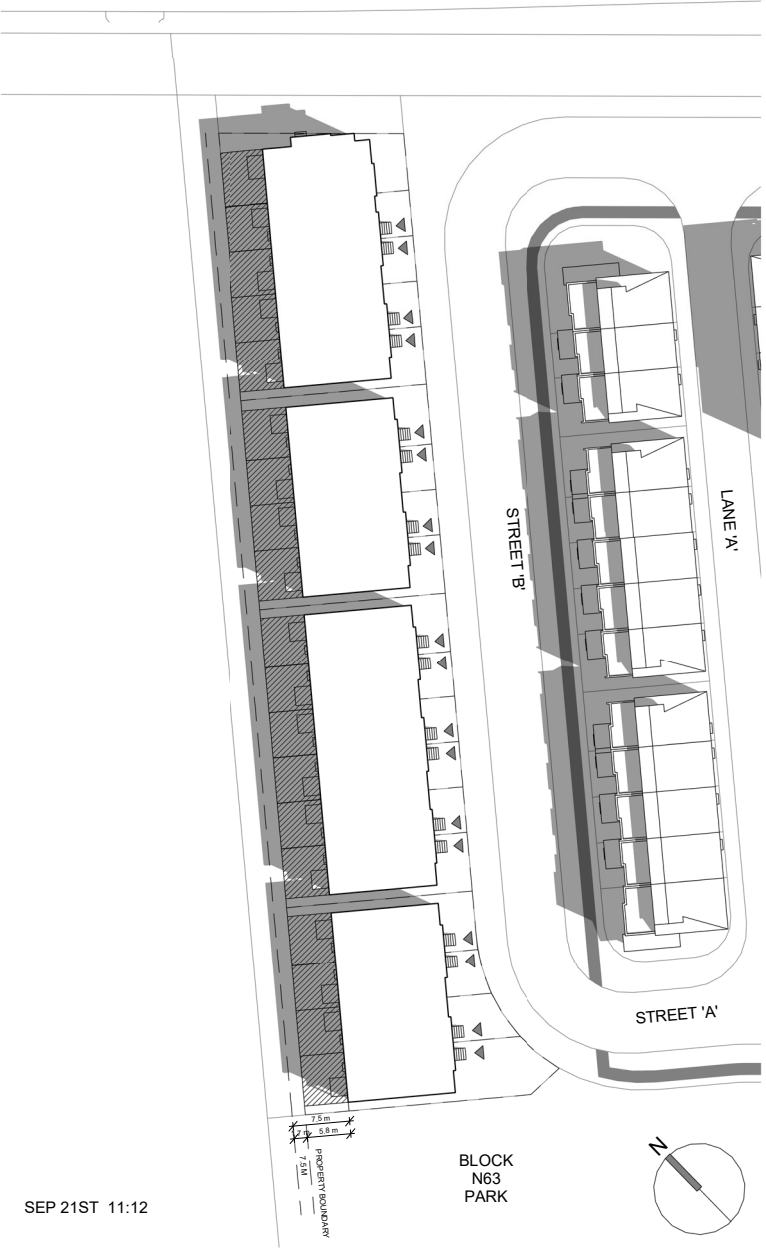 STREET 'B'
LANE 'A'
STREET 'A'
7.5 m
5.8 m
7.5 M
PROPERTY BOUNDARY
BLOCK
N63
PARK
N
SEP 21ST 11:12